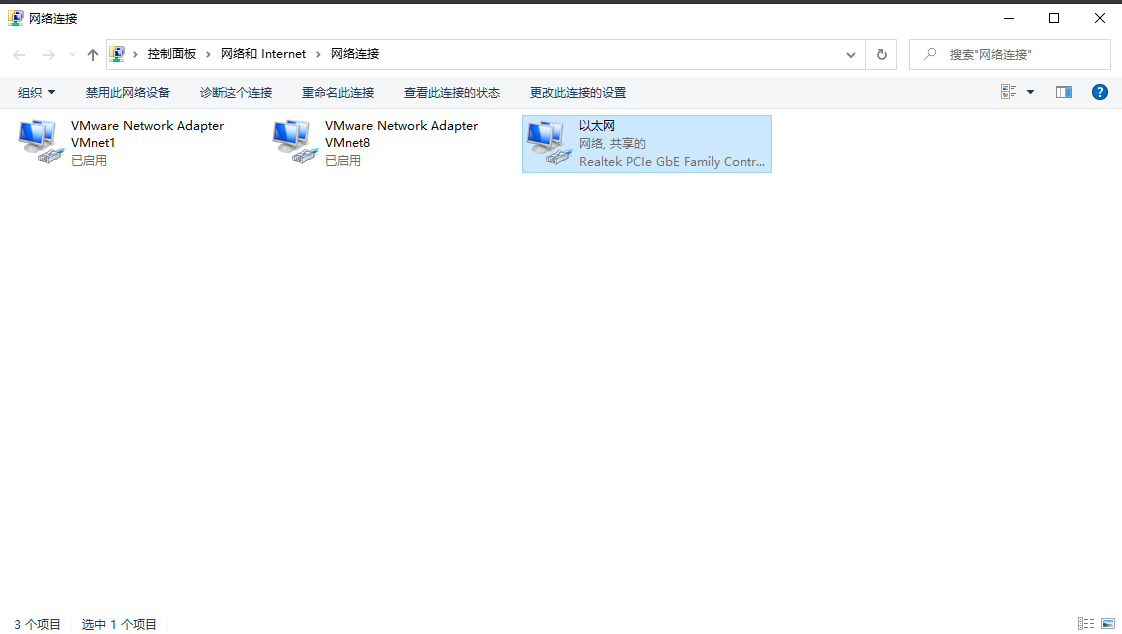 网络连接
控制面板 › 网络和 Internet › 网络连接
搜索"网络连接"
组织 禁用此网络设备 诊断这个连接 重命名此连接 查看此连接的状态 更改此连接的设置
VMware Network Adapter
VMnet1
已启用
VMware Network Adapter
VMnet8
已启用
以太网
网络, 共享的
Realtek PCIe GbE Family Contr...
3 个项目 选中 1 个项目